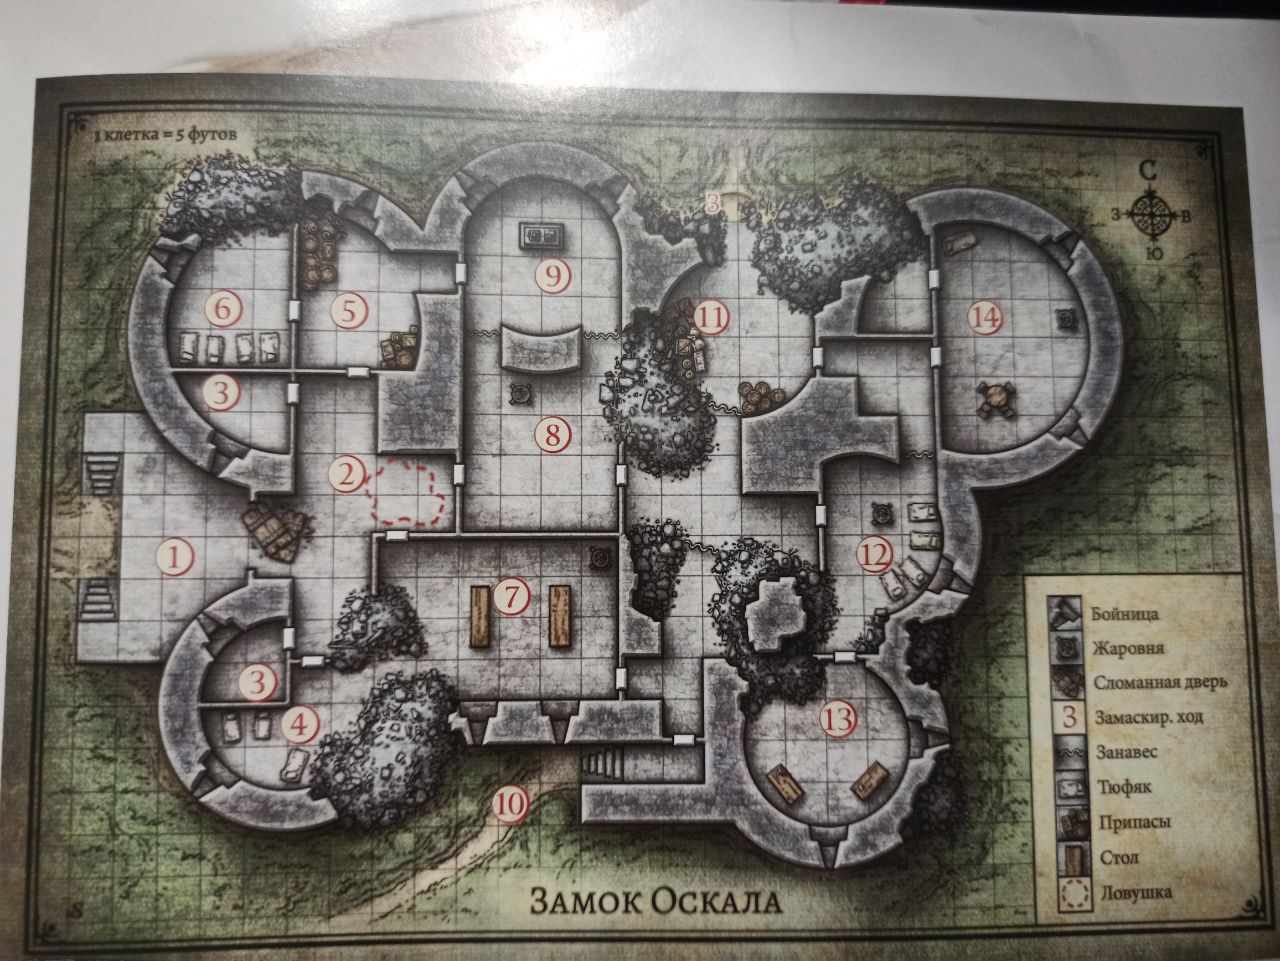 1 клетка = 5 футов
С
З
В
Ю
З
6
5
9
11
14
3
2
8
1
7
12
3
4
13
10
Бойница
Жаровня
Сломанная дверь
З Замаскир. ход
Занавес
Тюфяк
Припасы
Стол
Ловушка
Замок Оскала